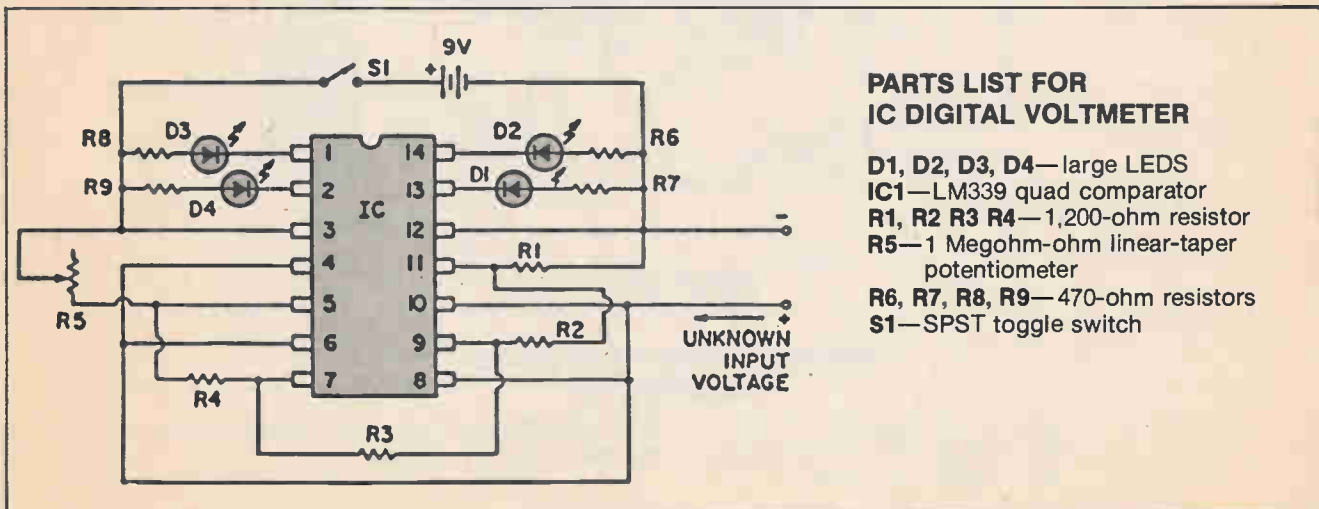 9V
S1
+
R8
D3
D2
R6
R9
D4
D1
R7
1
14
2
13
IC
3
12
-
4
11
R1
5
10
R5
+
UNKNOWN
INPUT
VOLTAGE
6
9
R2
7
8
R4
R3
PARTS LIST FOR
IC DIGITAL VOLTMETER
D1, D2, D3, D4—large LEDS
IC1—LM339 quad comparator
R1, R2 R3 R4—1,200-ohm resistor
R5—1 Megohm-ohm linear-taper
potentiometer
R6, R7, R8, R9—470-ohm resistors
S1—SPST toggle switch